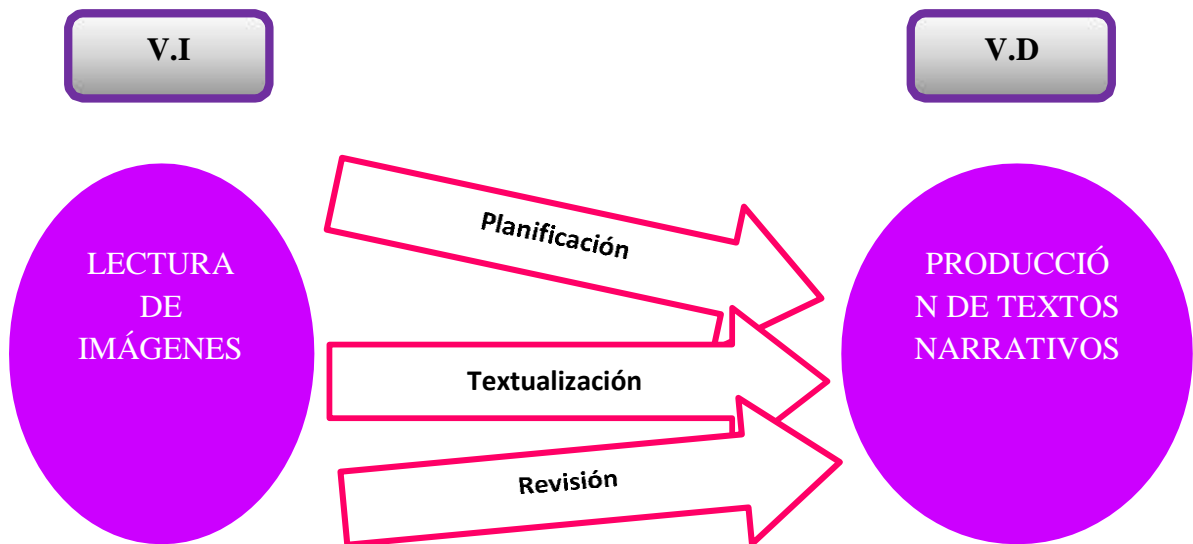 V.I
V.D
LECTURA
DE
IMÁGENES
Planificación
Textualización
Revisión
PRODUCCIÓ
N DE TEXTOS
NARRATIVOS